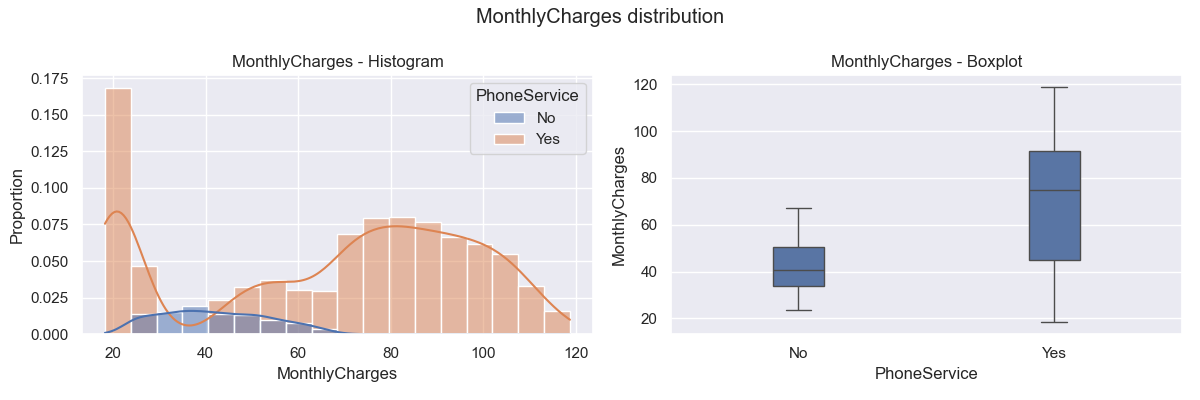 MonthlyCharges distribution
MonthlyCharges - Histogram
PhoneService
No
Yes
0.175
0.150
0.125
0.100
0.075
0.050
0.025
0.000
Proportion
20
40
60
80
100
120
MonthlyCharges
MonthlyCharges - Boxplot
120
100
80
60
40
20
MonthlyCharges
No
Yes
PhoneService